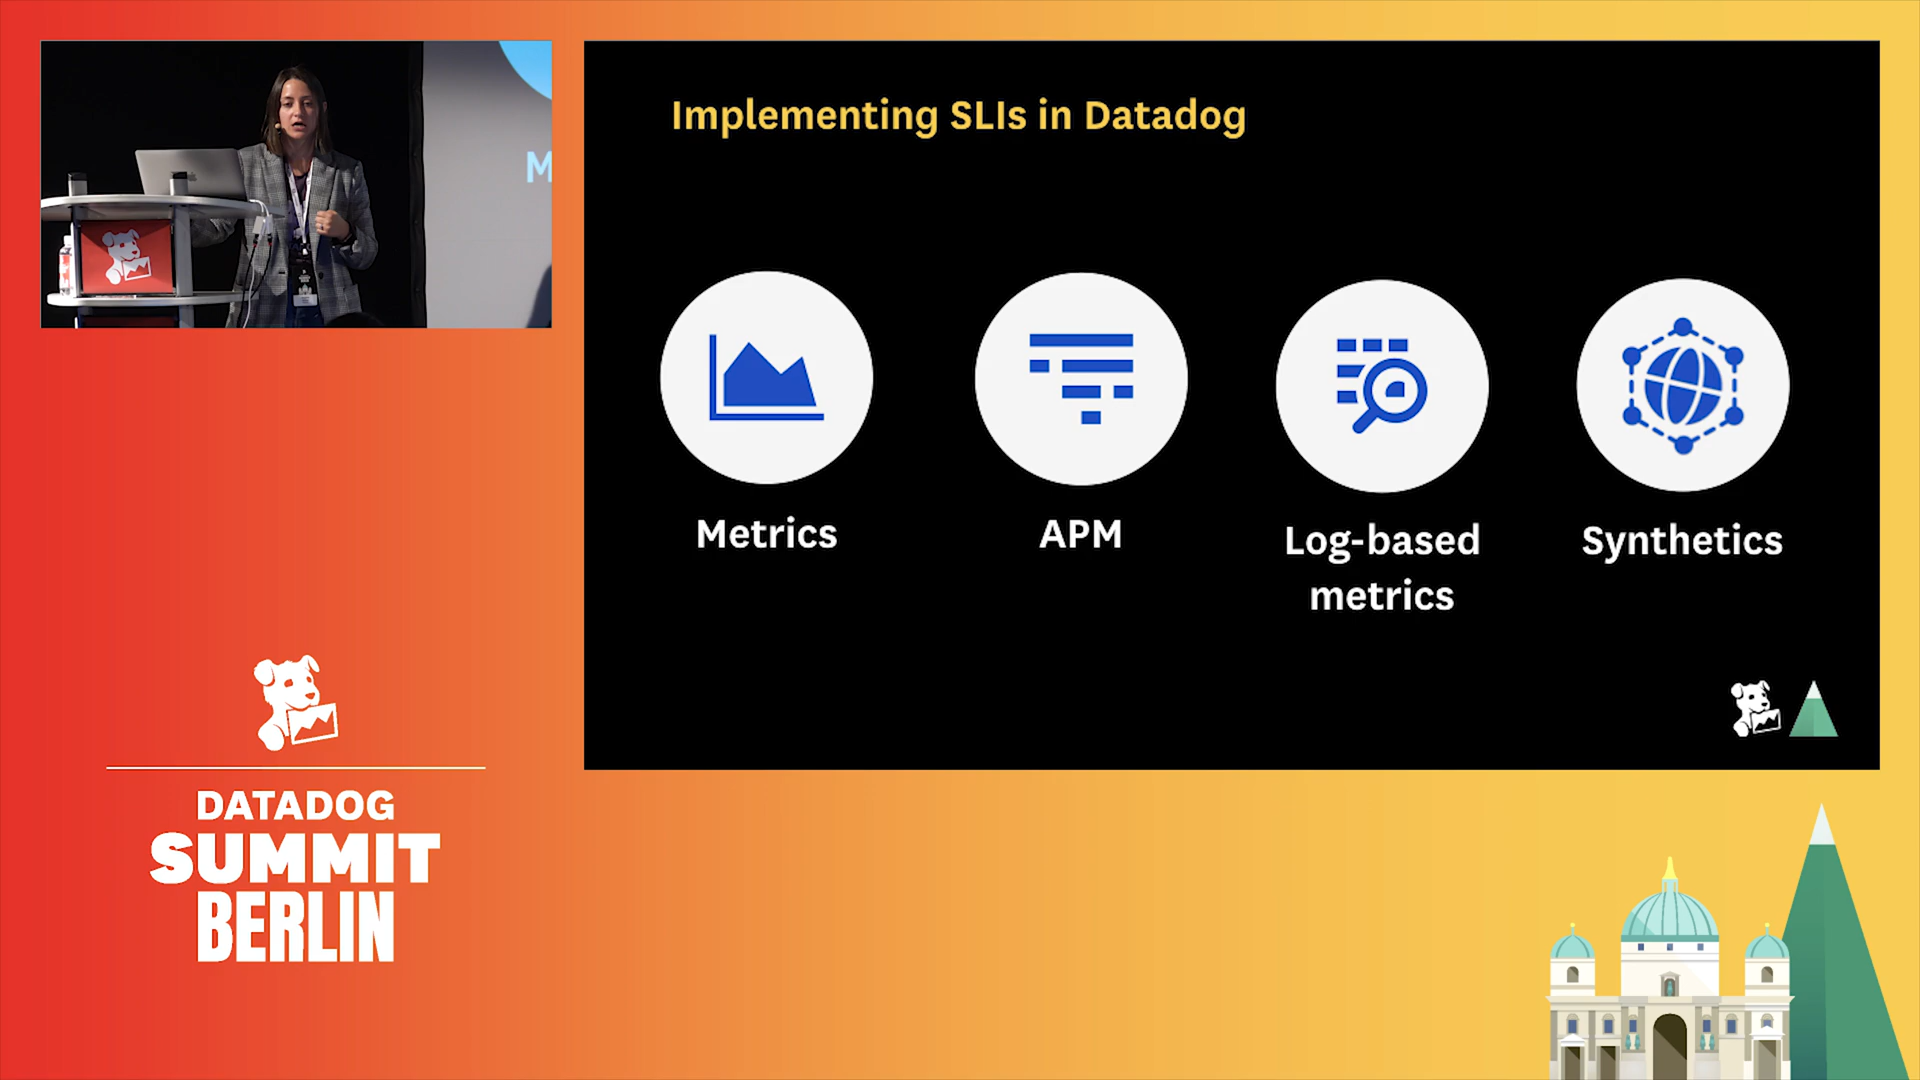 Implementing SLIs in Datadog
Metrics
APM
Log-based
metrics
Synthetics
M
DATADOG
SUMMIT
BERLIN